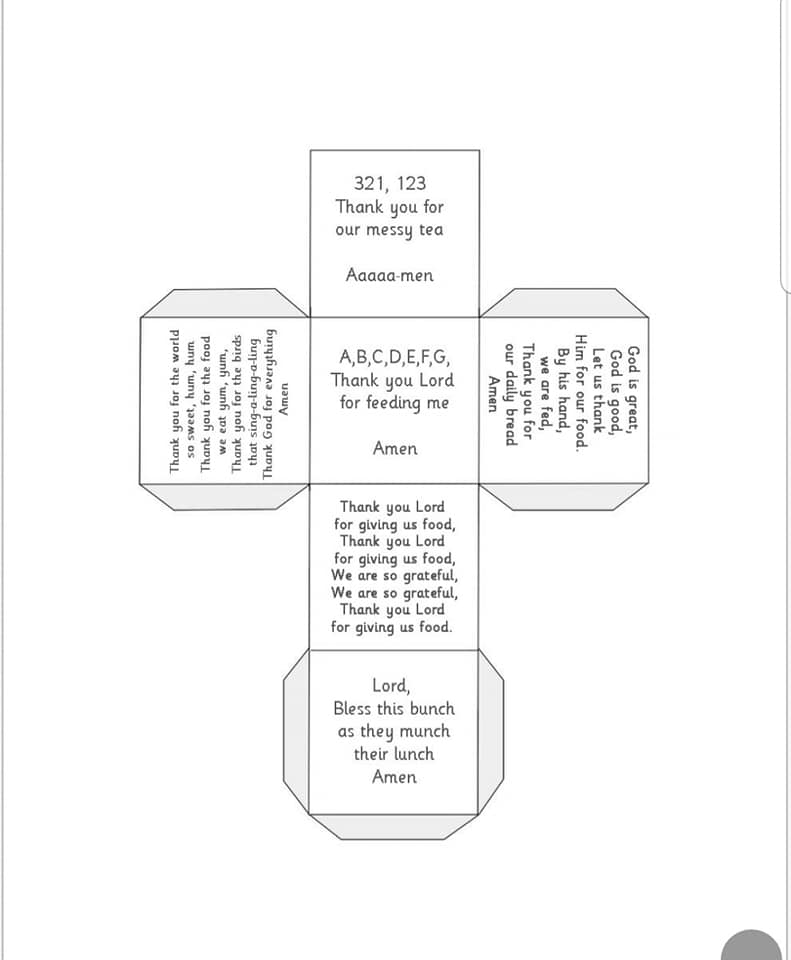 321, 123
Thank you for
our messy tea
Aaaaa-men
Thank you for the world
so sweet, hum, hum
Thank you for the food
we eat yum, yum,
Thank you for the birds
that sing-a-ling-a-ling
Thank God for everything
Amen
A,B,C,D,E,F,G,
Thank you Lord
for feeding me
Amen
God is great,
God is good,
Let us thank
Him for our food.
By his hand,
we are fed,
Thank you for
our daily bread
Amen
Thank you Lord
for giving us food,
Thank you Lord
for giving us food,
We are so grateful,
We are so grateful,
Thank you Lord
for giving us food.
Lord,
Bless this bunch
as they munch
their lunch
Amen